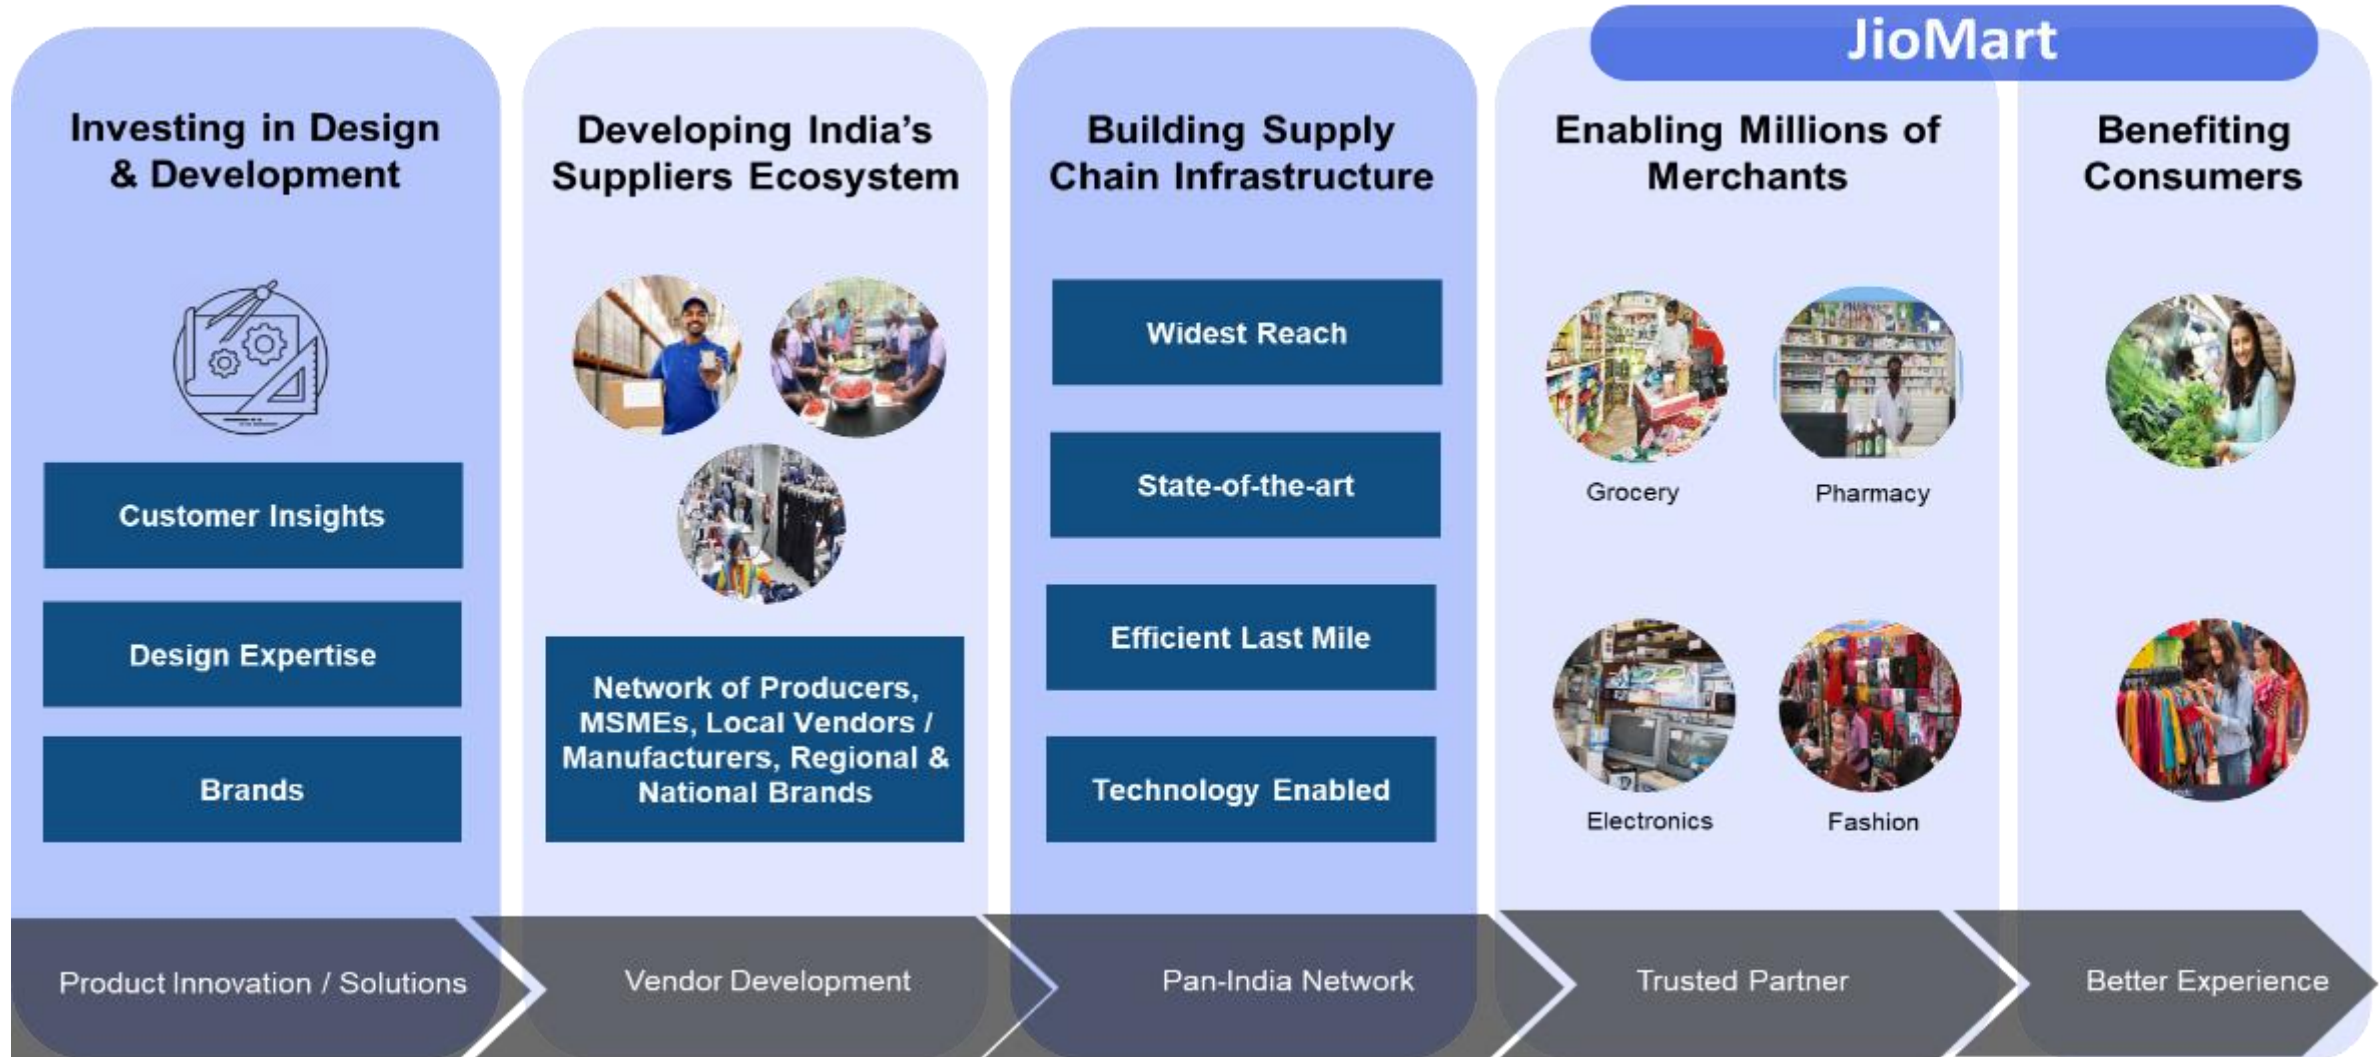 JioMart
Investing in Design
& Development
Customer Insights
Design Expertise
Brands
Developing India’s
Suppliers Ecosystem
Network of Producers,
MSMEs, Local Vendors /
Manufacturers, Regional &
National Brands
Building Supply
Chain Infrastructure
Widest Reach
State-of-the-art
Efficient Last Mile
Technology Enabled
Enabling Millions of
Merchants
Grocery
Pharmacy
Electronics
Fashion
Benefiting
Consumers
Product Innovation / Solutions
Vendor Development
Pan-India Network
Trusted Partner
Better Experience